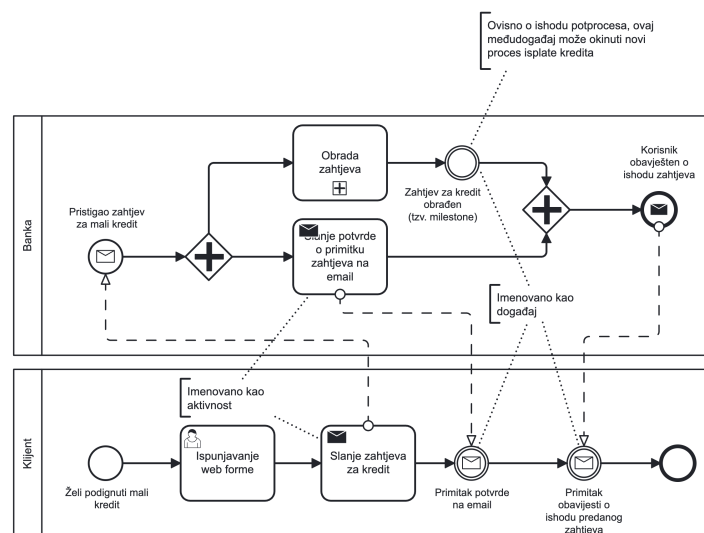 Ovisno o ishodu potprocesa, ovaj
međudogađaj može okinuti novi
proces isplate kredita
Banka
Pristigao zahtjev
za mali kredit
Obrada
zahtjeva
Slanje potvrde
o primitku
zahtjeva na
email
Zahtjev za kredit
obrađen
(tzv. milestone)
Korisnik
obavješten o
ishodu zahtjeva
Imenovano kao
događaj
Imenovano kao
aktivnost
Klijent
Želi podignuti mali
kredit
Ispunjavanje
web forme
Slanje zahtjeva
za kredit
Primitak potvrde
na email
Primitak
obavijesti o
ishodu predanog
zahtjeva